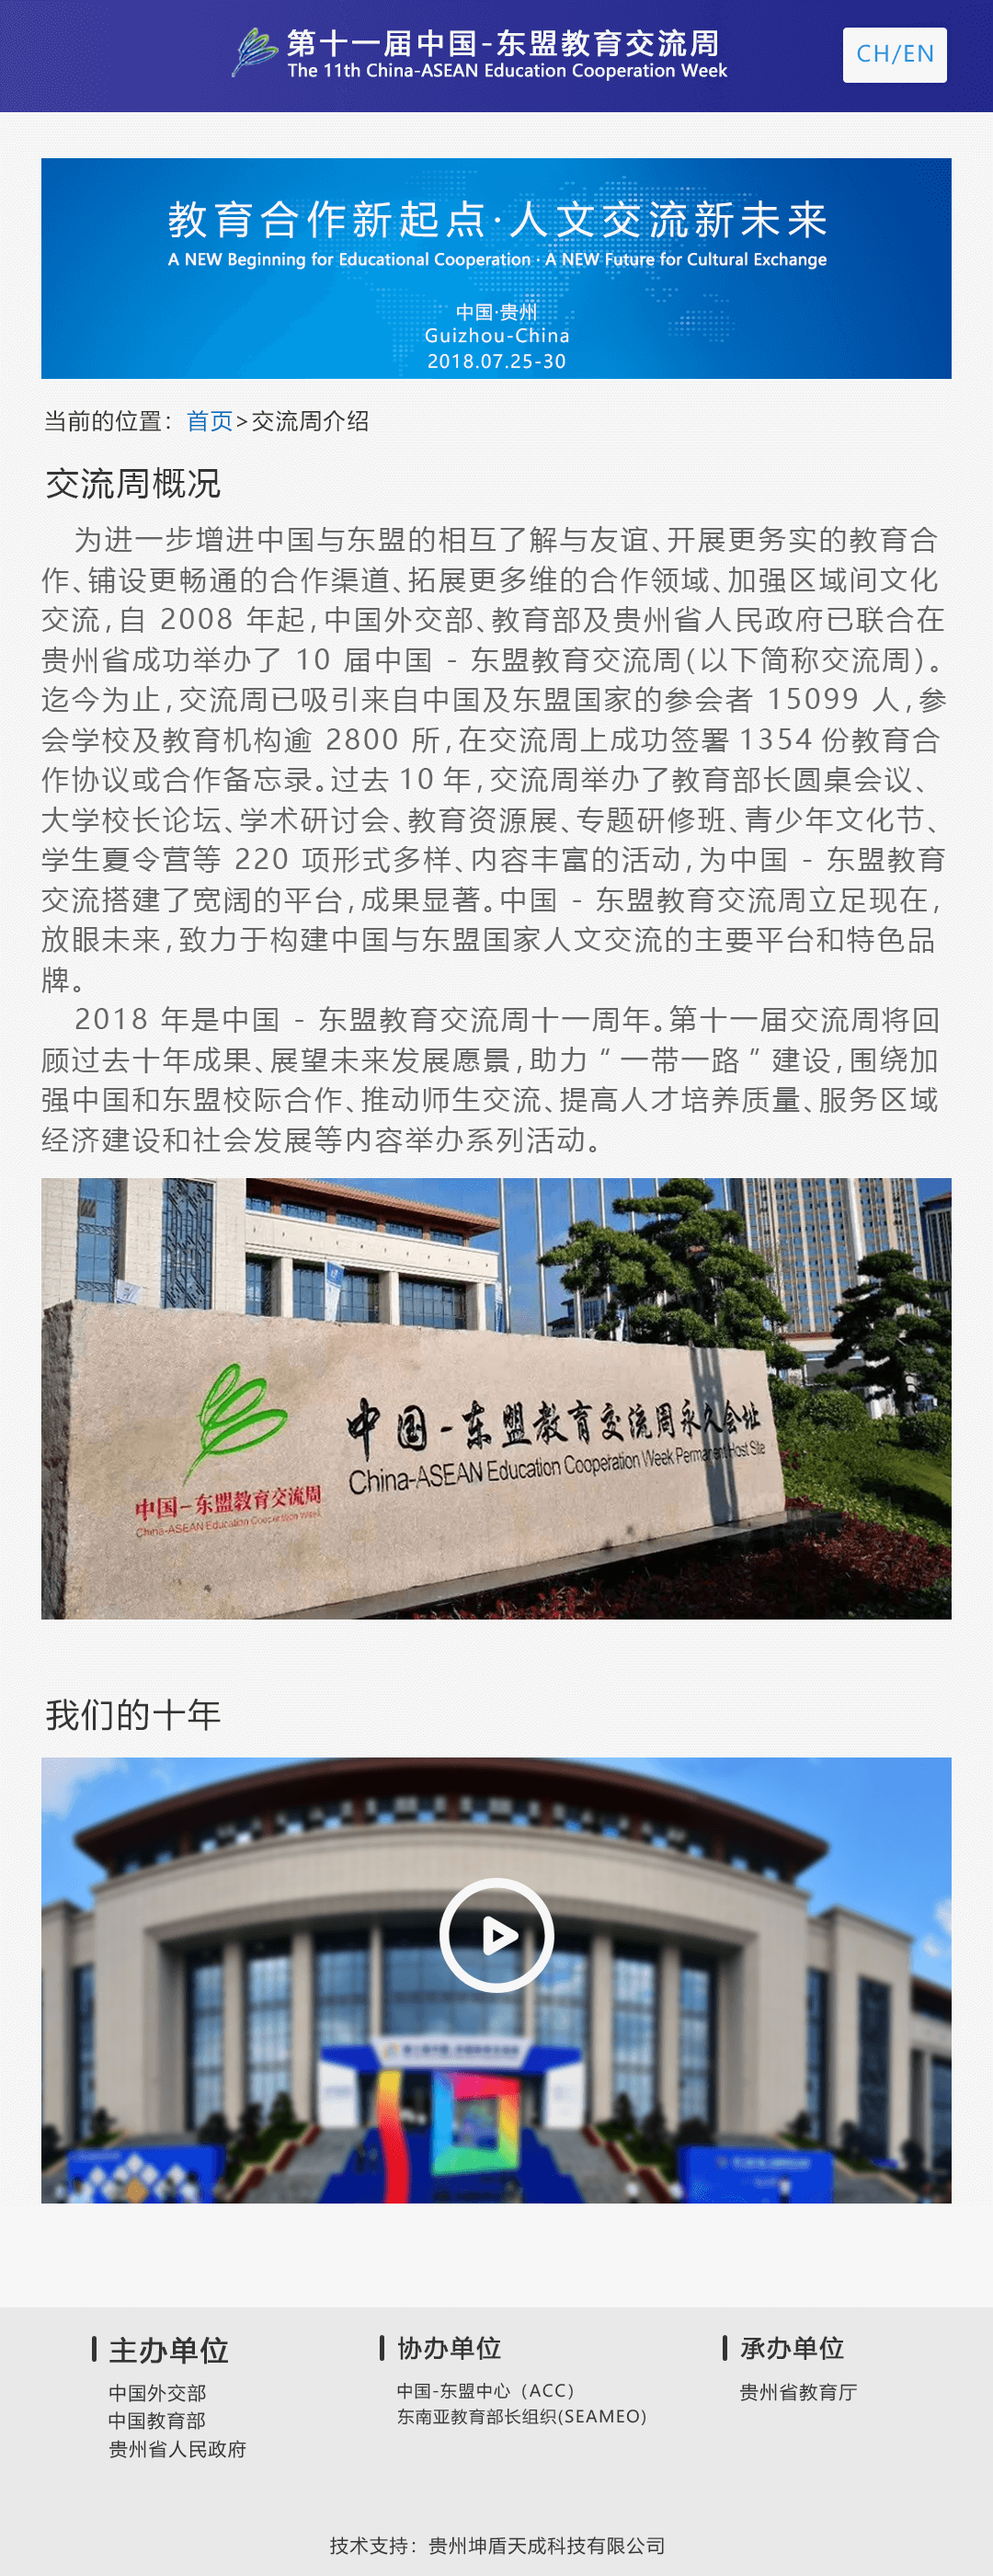 第十一届中国-东盟教育交流周
The 11th China-ASEAN Education Cooperation Week
CH/EN
教育合作新起点·人文交流新未来
A NEW Beginning for Educational Cooperation · A NEW Future for Cultural Exchange
中国·贵州
Guizhou-China
2018.07.25-30
当前的位置：首页>交流周介绍
交流周概况
为进一步增进中国与东盟的相互了解与友谊、开展更务实的教育合
作、铺设更畅通的合作渠道、拓展更多维的合作领域、加强区域间文化
交流,自 2008 年起,中国外交部、教育部及贵州省人民政府已联合在
贵州省成功举办了 10 届中国 - 东盟教育交流周(以下简称交流周)。
迄今为止,交流周已吸引来自中国及东盟国家的参会者 15099 人,参
会学校及教育机构逾 2800 所,在交流周上成功签署 1354 份教育合
作协议或合作备忘录。过去 10 年,交流周举办了教育部长圆桌会议、
大学校长论坛、学术研讨会、教育资源展、专题研修班、青少年文化节、
学生夏令营等 220 项形式多样、内容丰富的活动,为中国 - 东盟教育
交流搭建了宽阔的平台,成果显著。中国 - 东盟教育交流周立足现在,
放眼未来,致力于构建中国与东盟国家人文交流的主要平台和特色品
牌。
2018 年是中国 - 东盟教育交流周十一周年。第十一届交流周将回
顾过去十年成果、展望未来发展愿景,助力“一带一路”建设,围绕加
强中国和东盟校际合作、推动师生交流、提高人才培养质量、服务区域
经济建设和社会发展等内容举办系列活动。
中国-东盟教育交流周永久会址
China-ASEAN Education Cooperation Week Permanent Host Site
中国-东盟教育交流周
China-ASEAN Education Cooperation Week
我们的十年
主办单位
中国外交部
中国教育部
贵州省人民政府
协办单位
中国-东盟中心（ACC）
东南亚教育部长组织(SEAMEO)
承办单位
贵州省教育厅
技术支持：贵州坤盾天成科技有限公司